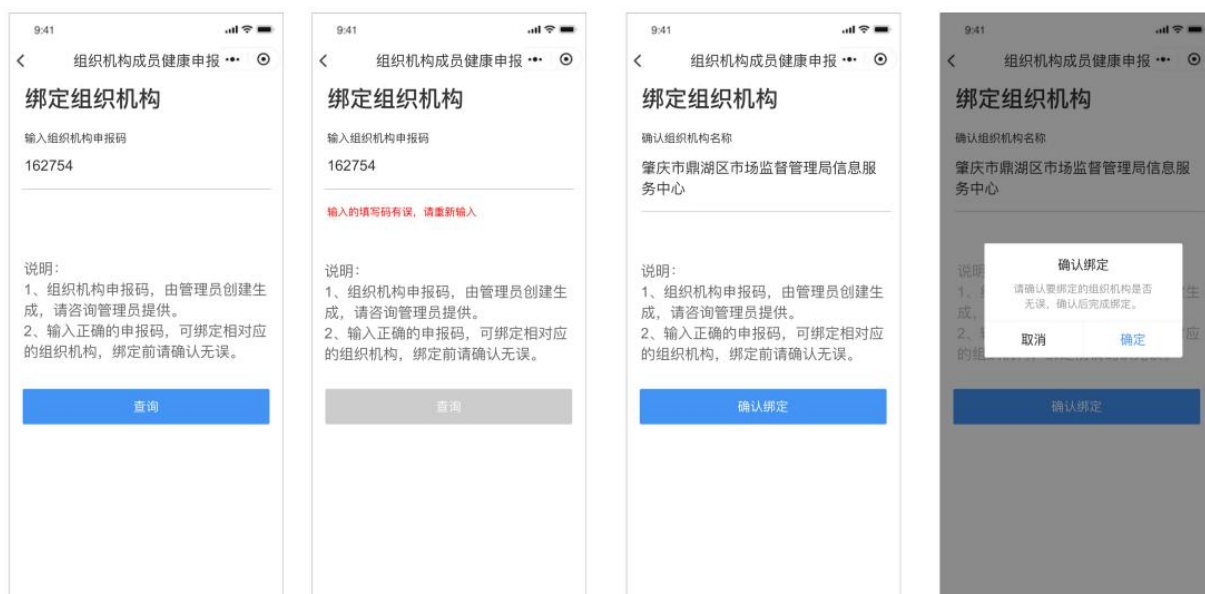 9:41
组织机构成员健康申报
绑定组织机构
输入组织机构申报码
162754
说明：
1、组织机构申报码，由管理员创建生
成，请咨询管理员提供。
2、输入正确的申报码，可绑定相对应
的组织机构，绑定前请确认无误。
查询
9:41
组织机构成员健康申报
绑定组织机构
输入组织机构申报码
162754
输入的填写码有误，请重新输入
说明：
1、组织机构申报码，由管理员创建生
成，请咨询管理员提供。
2、输入正确的申报码，可绑定相对应
的组织机构，绑定前请确认无误。
查询
9:41
组织机构成员健康申报
绑定组织机构
确认组织机构名称
肇庆市鼎湖区市场监督管理局信息服
务中心
说明：
1、组织机构申报码，由管理员创建生
成，请咨询管理员提供。
2、输入正确的申报码，可绑定相对应
的组织机构，绑定前请确认无误。
确认绑定
9:41
组织机构成员健康申报
绑定组织机构
确认组织机构名称
肇庆市鼎湖区市场监督管理局信息服
务中心
确认绑定
请确认要绑定的组织机构是否
无误，确认后完成绑定。
取消
确定
确认绑定